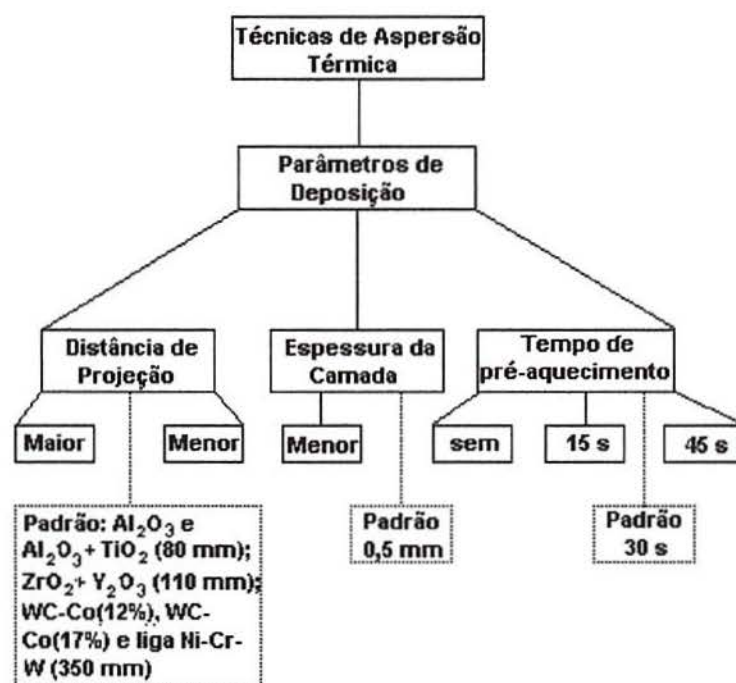 Técnicas de Aspersão
Térmica
Parâmetros de
Deposição
Distância de
Projeção
Espessura da
Camada
Tempo de
pré-aquecimento
Maior
Menor
Menor
sem
15 s
45 s
Padrão: Al₂O₃ e
Al₂O₃+ TiO₂ (80 mm);
ZrO₂+ Y₂O₃ (110 mm);
WC-Co(12%), WC-
Co(17%) e liga Ni-Cr-
W (350 mm)
Padrão
0,5 mm
Padrão
30 s